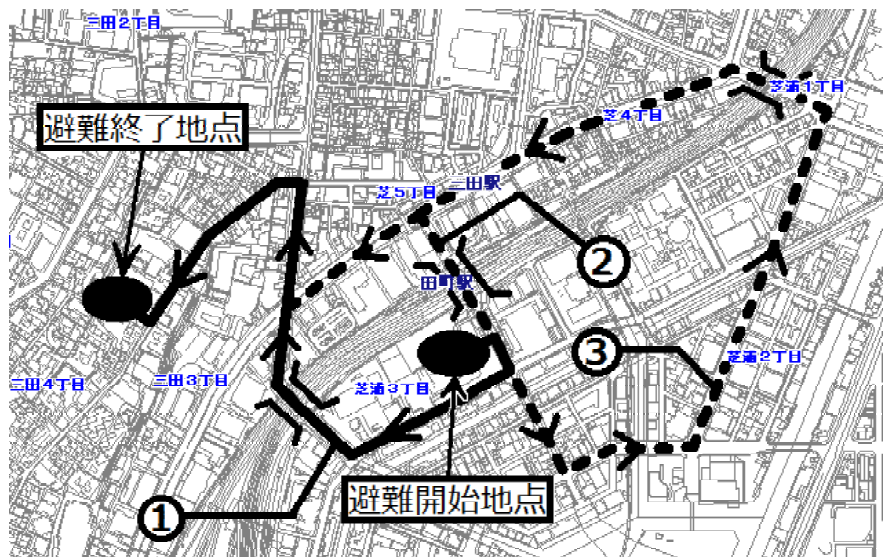 三田2丁目
芝浦1丁目
避難終了地点
芝4丁目
三田駅
芝5丁目
②
田町駅
③
芝浦2丁目
三田4丁目
三田3丁目
芝浦3丁目
避難開始地点
①